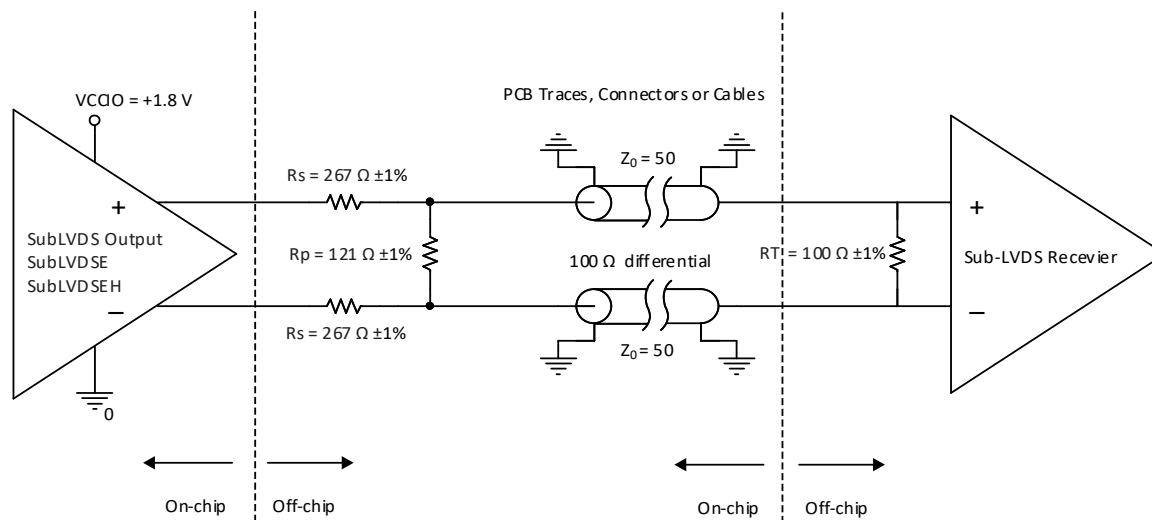 VCCIO = +1.8 V
PCB Traces, Connectors or Cables
Z0 = 50
Rs = 267 Ω ±1%
+
+
SubLVDS Output
SubLVDSE
SubLVDSEH
Rp = 121 Ω ±1%
100 Ω differential
RT = 100 Ω ±1%
Sub-LVDS Recevier
−
−
Rs = 267 Ω ±1%
Z0 = 50
0
On-chip
Off-chip
On-chip
Off-chip